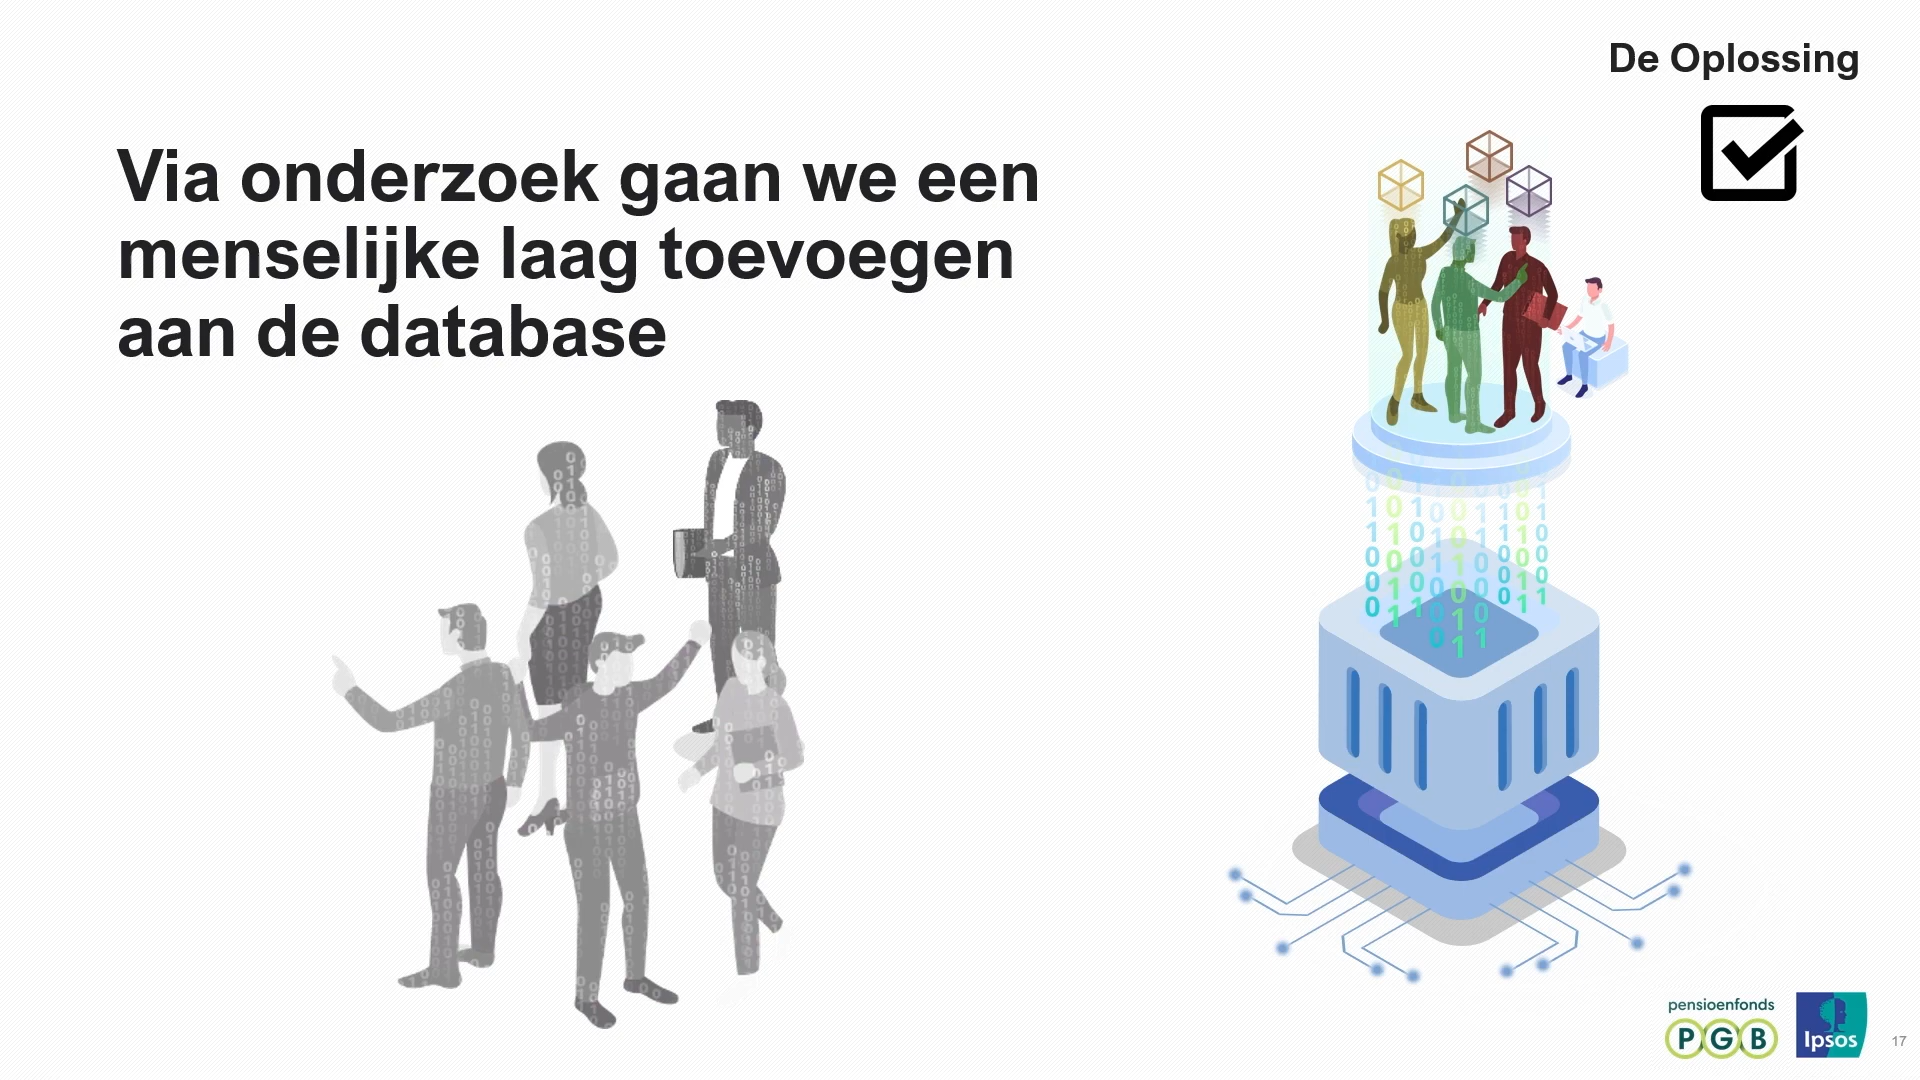 De Oplossing
Via onderzoek gaan we een
menselijke laag toevoegen
aan de database
pensioenfonds
PGB
Ipsos
17